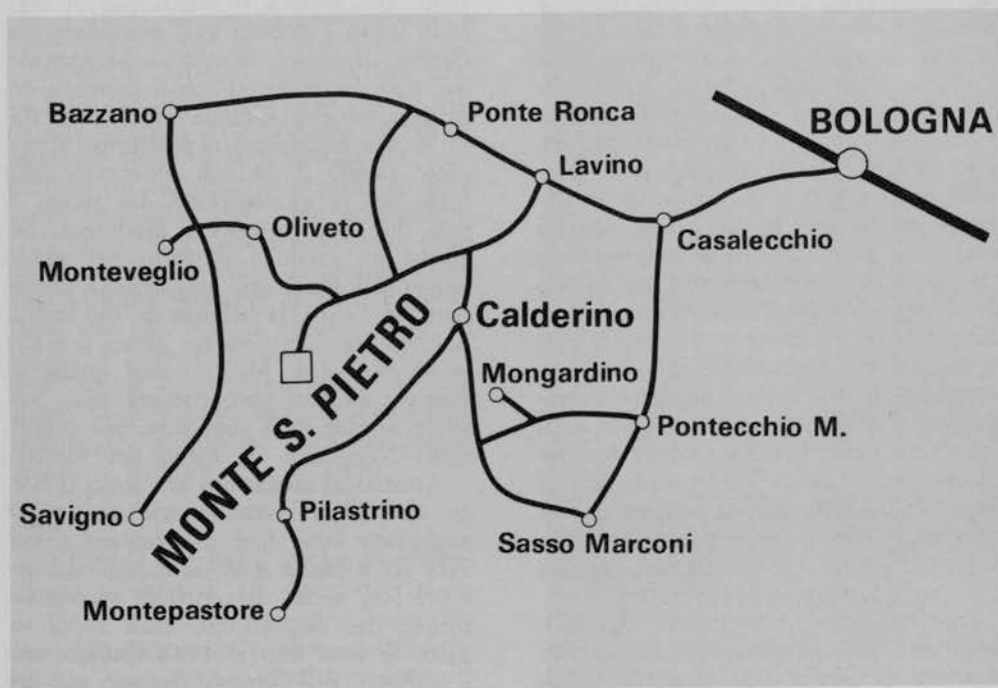 Bazzano
Ponte Ronca
BOLOGNA
Lavino
Oliveto
Casalecchio
Monteveglio
Calderino
MONTE S. PIETRO
Mongardino
Pontecchio M.
Savigno
Pilastrino
Sasso Marconi
Montepastore